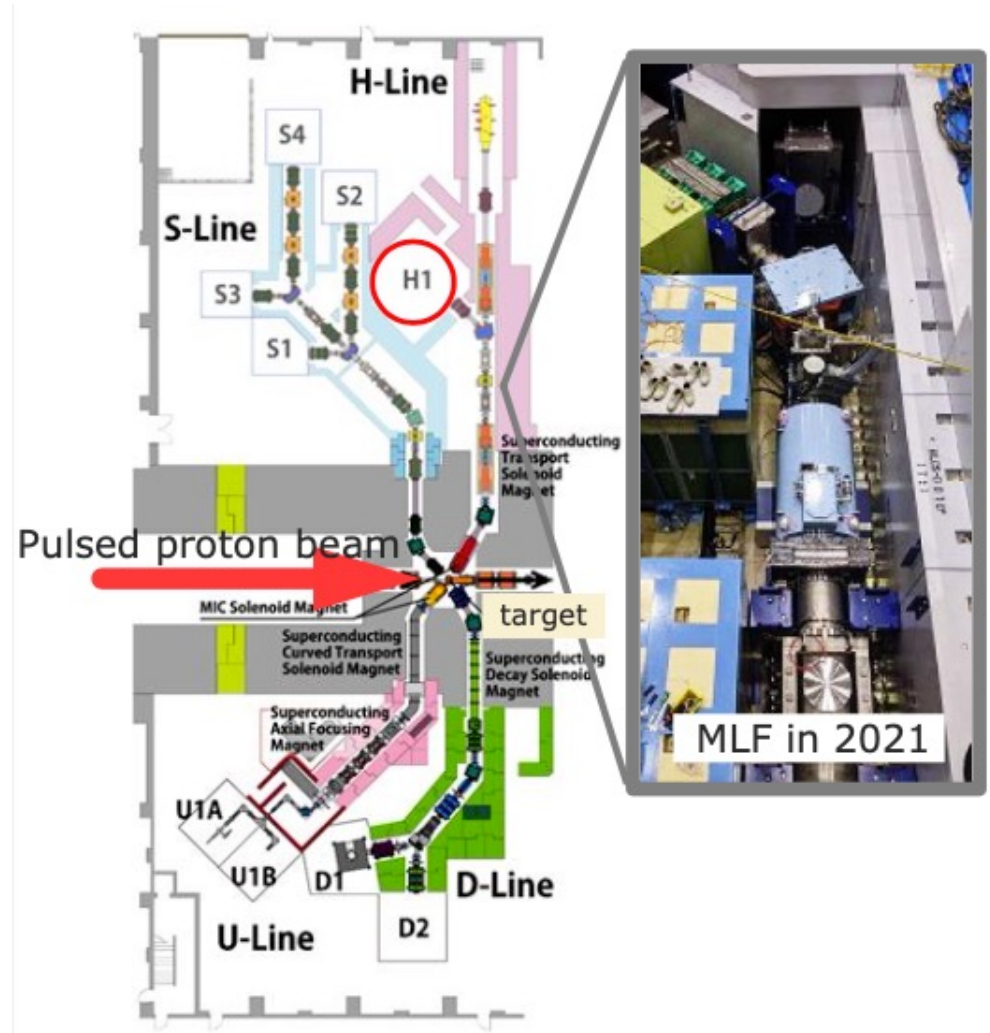 H-Line
S4
S2
S-Line
H1
S3
S1
Superconducting
Transport
Solenoid
Magnet
Pulsed proton beam
MIC Solenoid Magnet
target
Superconducting
Curved Transport
Solenoid Magnet
Superconducting
Decay Solenoid
Magnet
Superconducting
Axial Focusing
Magnet
MLF in 2021
U1A
U1B
D1
D-Line
D2
U-Line